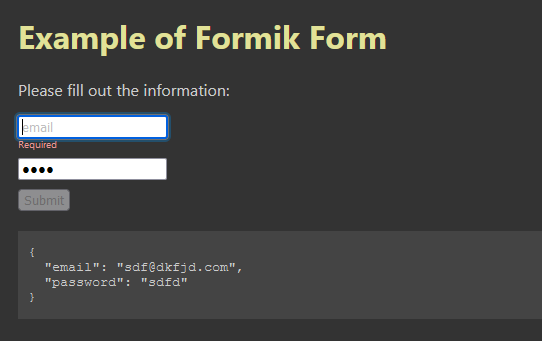 Example of Formik Form
Please fill out the information:
email
Required
••••
Submit
{
"email": "sdf@dkfjd.com",
"password": "sdfd"
}